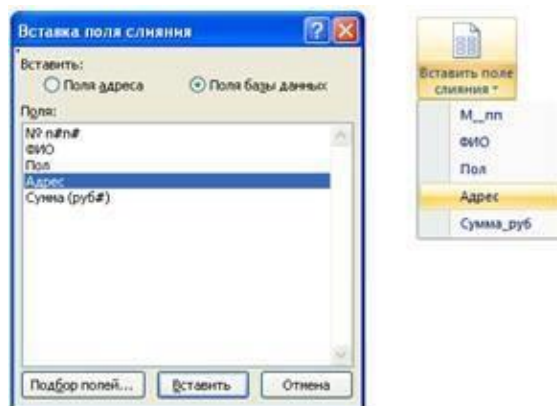 Вставка поля слияния
Вставить:
Поля адреса
Поля базы данных
Поля:
№ п#п#
ФИО
Пол
Адрес
Сумма (руб#)
Подбор полей...
Вставить
Отмена
Вставить поле
слияния
М__пп
ФИО
Пол
Адрес
Сумма_руб